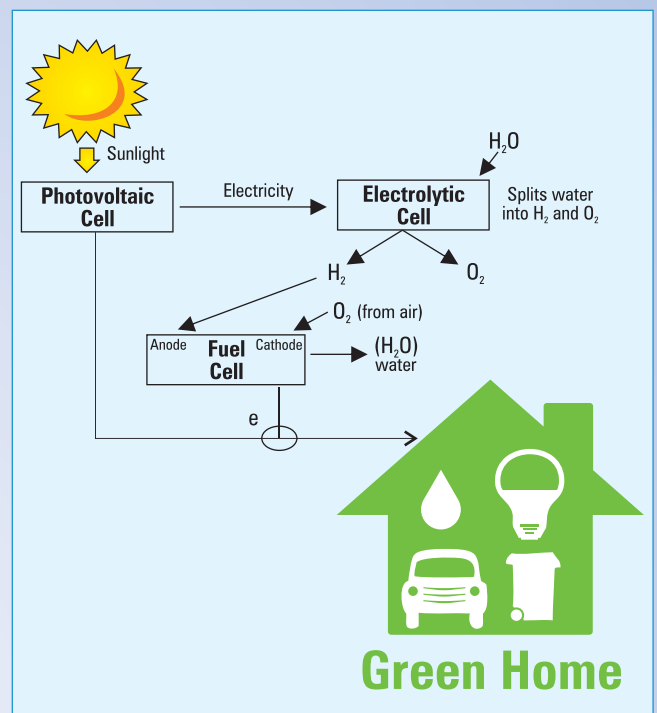 Sunlight
H₂O
Photovoltaic
Cell
Electricity
Electrolytic
Cell
Splits water
into H₂ and O₂
H₂
O₂
O₂ (from air)
Anode
Fuel
Cell
Cathode
(H₂O)
water
e
Green Home